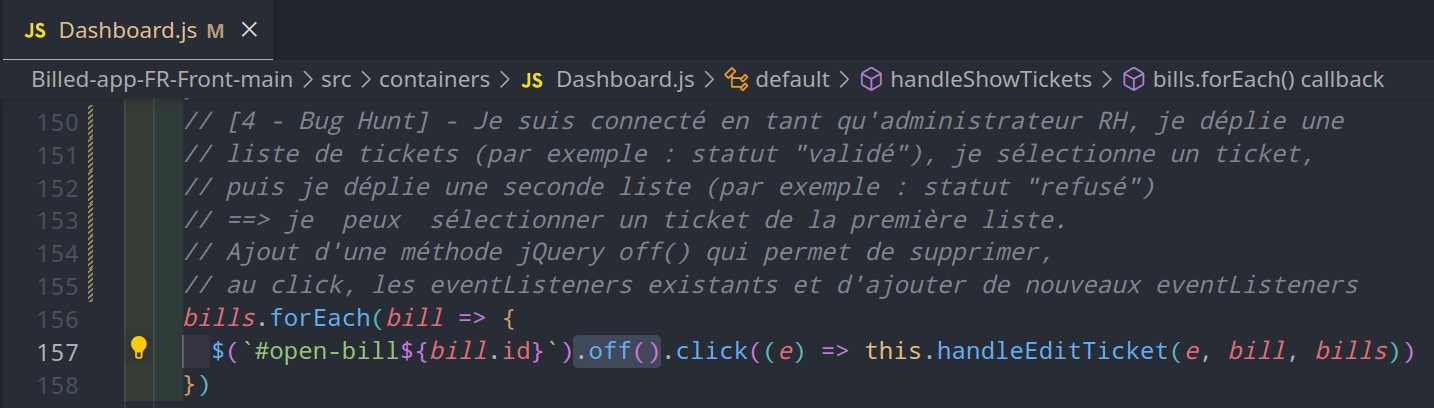 JS Dashboard.js M ×
Billed-app-FR-Front-main > src > containers > JS Dashboard.js > default > handleShowTickets > bills.forEach() callback
150 // [4 - Bug Hunt] - Je suis connecté en tant qu'administrateur RH, je déplie une
151 // liste de tickets (par exemple : statut "validé"), je sélectionne un ticket,
152 // puis je déplie une seconde liste (par exemple : statut "refusé")
153 // ==> je  peux  sélectionner un ticket de la première liste.
154 // Ajout d'une méthode jQuery off() qui permet de supprimer,
155 // au click, les eventListeners existants et d'ajouter de nouveaux eventListeners
156 bills.forEach(bill => {
157 $(`#open-bill${bill.id}`).off().click((e) => this.handleEditTicket(e, bill, bills))
158 })